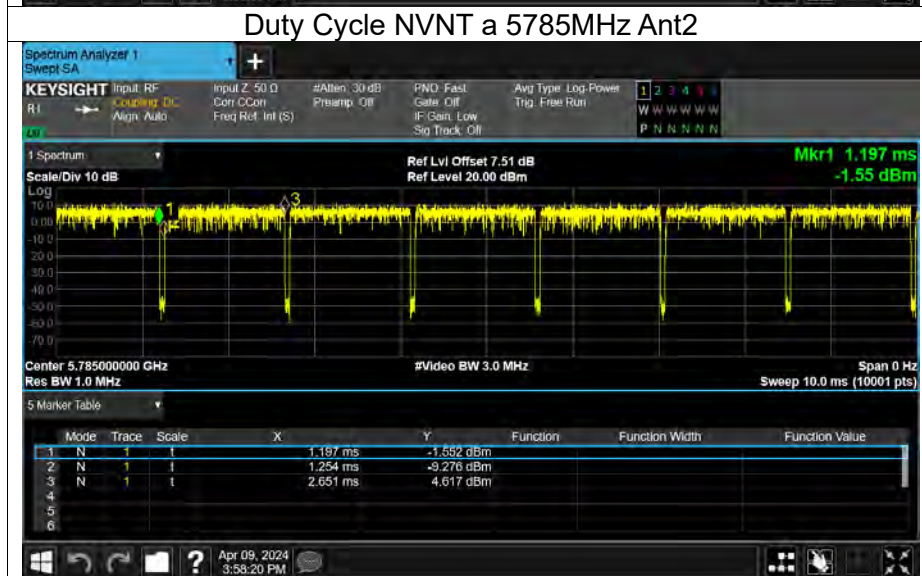 Duty Cycle NVNT a 5785MHz Ant2
Spectrum Analyzer 1
Swept SA
+
KEYSIGHT Input: RF Input Z: 50 Ω #Atten: 30 dB PNO: Fast Avg Type: Log-Power 1 2 3 4 5 6
Coupling: DC Corr CCorr Preamp: Off Gate: Off Trig: Free Run W W W W W W
Align: Auto Freq Ref: Int (S) IF Gain: Low
Sig Track: Off P N N N N N
1 Spectrum
Ref Lvl Offset 7.51 dB Mkr1 1.197 ms
Scale/Div 10 dB Ref Level 20.00 dBm -1.55 dBm
Log
10.0
0.00
-10.0
-20.0
-30.0
-40.0
-50.0
-60.0
-70.0
1
3
Center 5.785000000 GHz #Video BW 3.0 MHz Span 0 Hz
Res BW 1.0 MHz Sweep 10.0 ms (10001 pts)
5 Marker Table
Mode Trace Scale X Y Function Function Width Function Value
1 N 1 t 1.197 ms -1.552 dBm
2 N 1 t 1.254 ms -9.276 dBm
3 N 1 t 2.651 ms 4.617 dBm
4
5
6
? Apr 09, 2024
3:58:20 PM